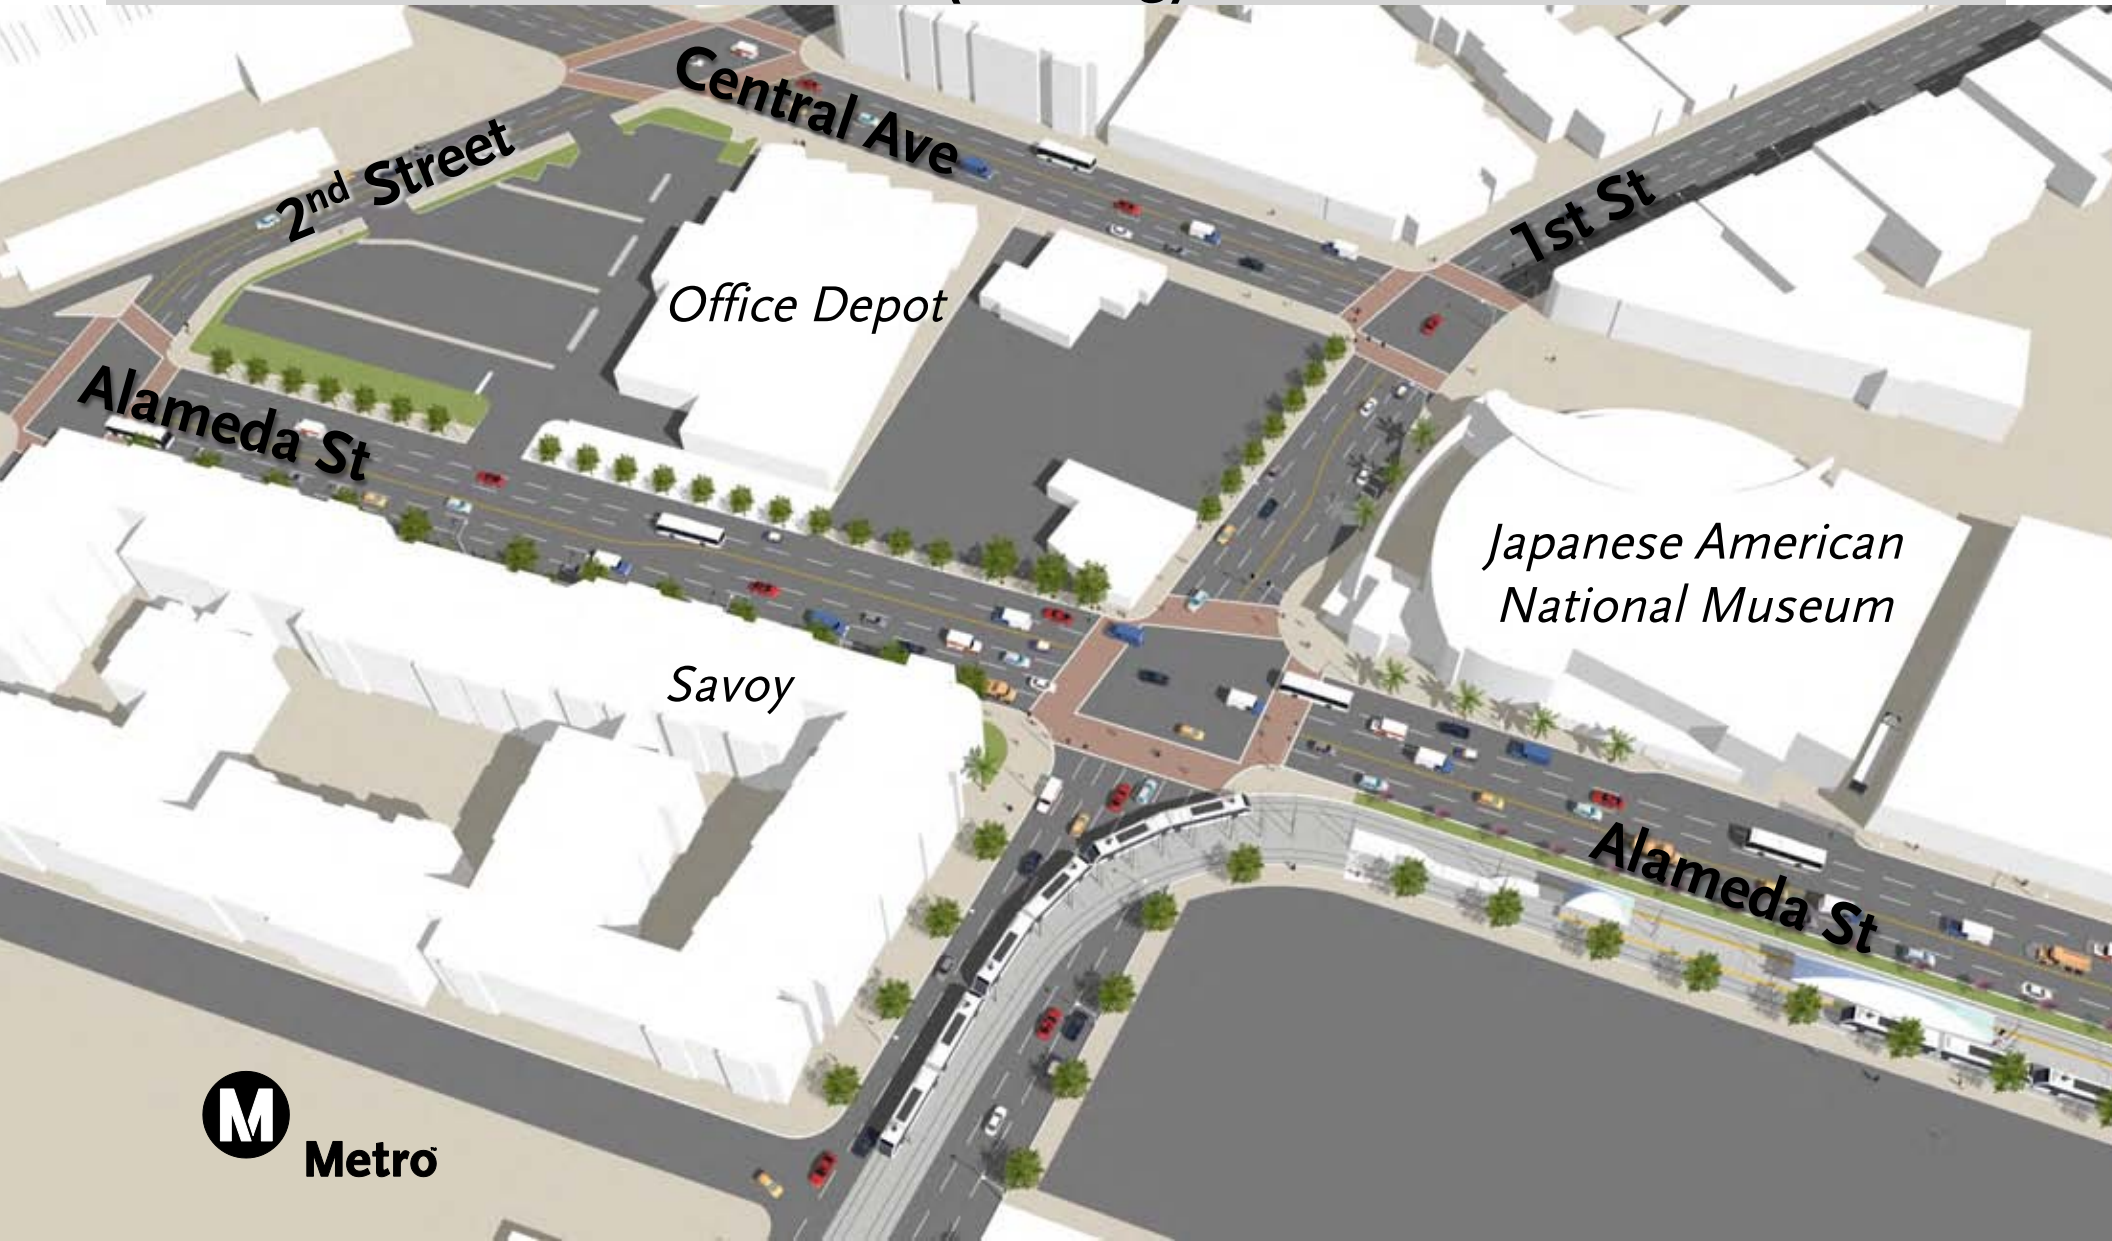 Central Ave
2nd Street
1st St
Office Depot
Alameda St
Japanese American
National Museum
Savoy
Alameda St
M
Metro